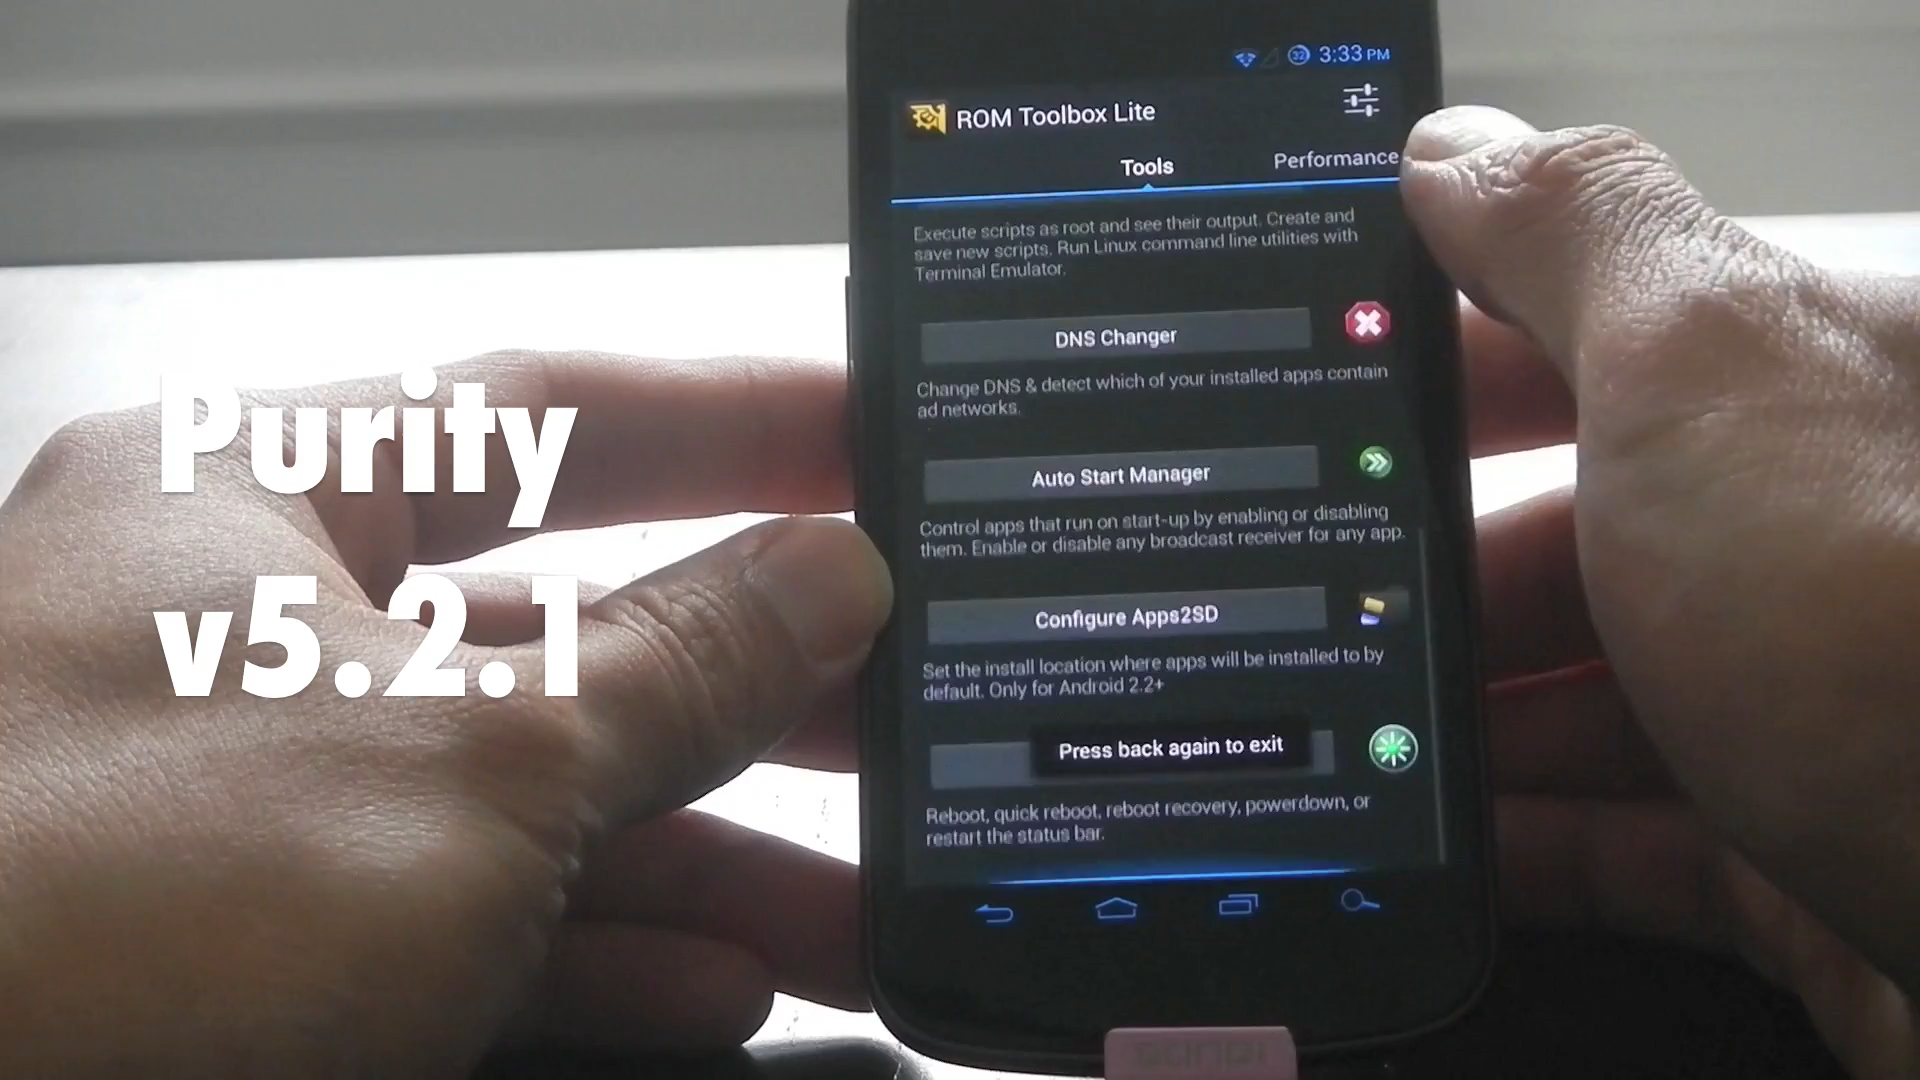 32 3:33 PM
ROM Toolbox Lite
Tools Performance
Execute scripts as root and see their output. Create and
save new scripts. Run Linux command line utilities with
Terminal Emulator.
DNS Changer
Change DNS & detect which of your installed apps contain
ad networks.
Auto Start Manager
Control apps that run on start-up by enabling or disabling
them. Enable or disable any broadcast receiver for any app.
Configure Apps2SD
Set the install location where apps will be installed to by
default. Only for Android 2.2+
Press back again to exit
Reboot, quick reboot, reboot recovery, powerdown, or
restart the status bar.
Purity
v5.2.1